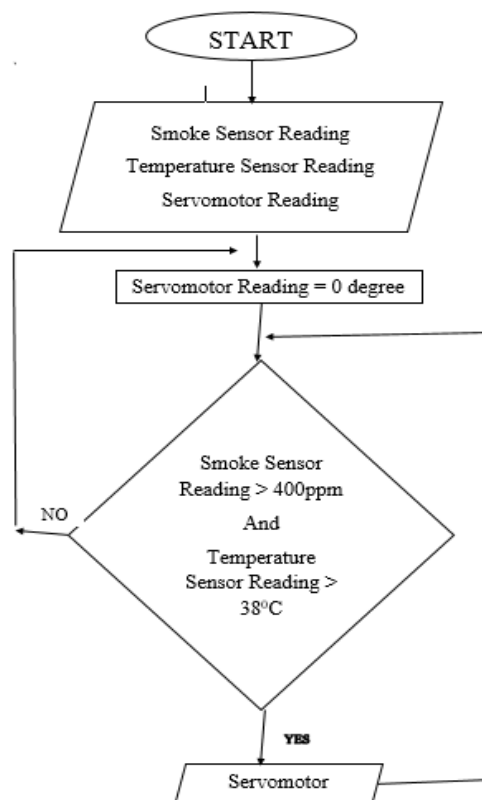 START
Smoke Sensor Reading
Temperature Sensor Reading
Servomotor Reading
Servomotor Reading = 0 degree
Smoke Sensor
Reading > 400ppm
And
Temperature
Sensor Reading >
38⁰C
NO
YES
Servomotor